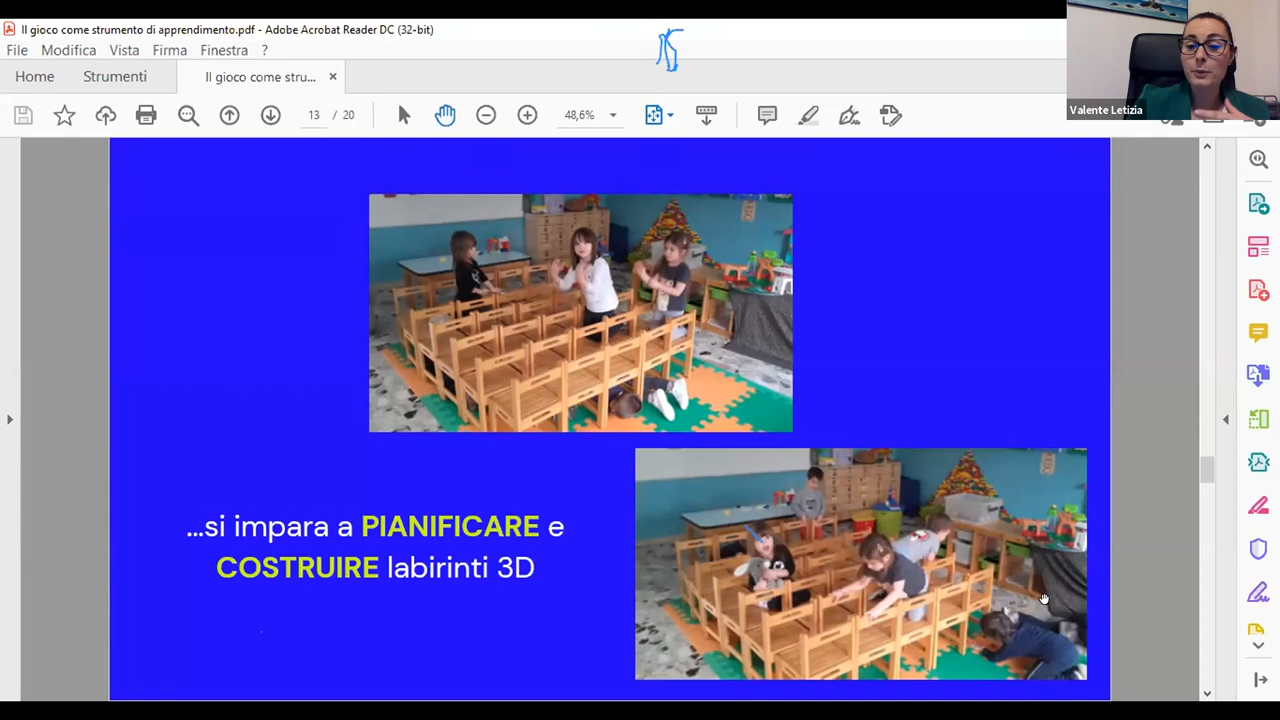 Il gioco come strumento di apprendimento.pdf - Adobe Acrobat Reader DC (32-bit)
File Modifica Vista Firma Finestra ?
Home Strumenti Il gioco come stru... ×
13 / 20 48,6%
Valente Letizia
...si impara a PIANIFICARE e
COSTRUIRE labirinti 3D